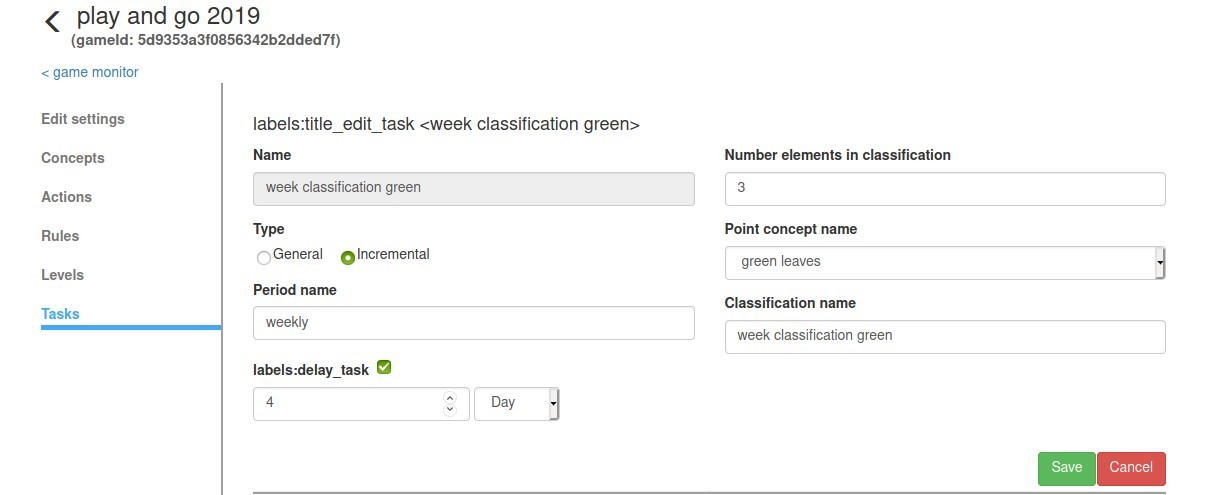 play and go 2019
(gameId: 5d9353a3f0856342b2dded7f)
< game monitor
Edit settings
Concepts
Actions
Rules
Levels
Tasks
labels:title_edit_task <week classification green>
Name
week classification green
Type
General Incremental
Period name
weekly
labels:delay_task
4 Day
Number elements in classification
3
Point concept name
green leaves
Classification name
week classification green
Save Cancel